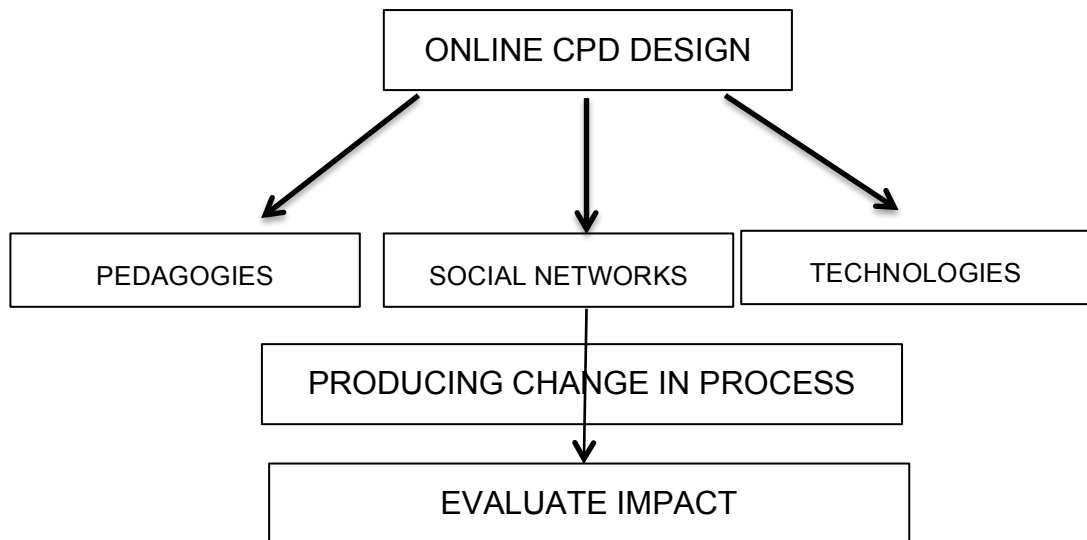 ONLINE CPD DESIGN
PEDAGOGIES
SOCIAL NETWORKS
TECHNOLOGIES
PRODUCING CHANGE IN PROCESS
EVALUATE IMPACT